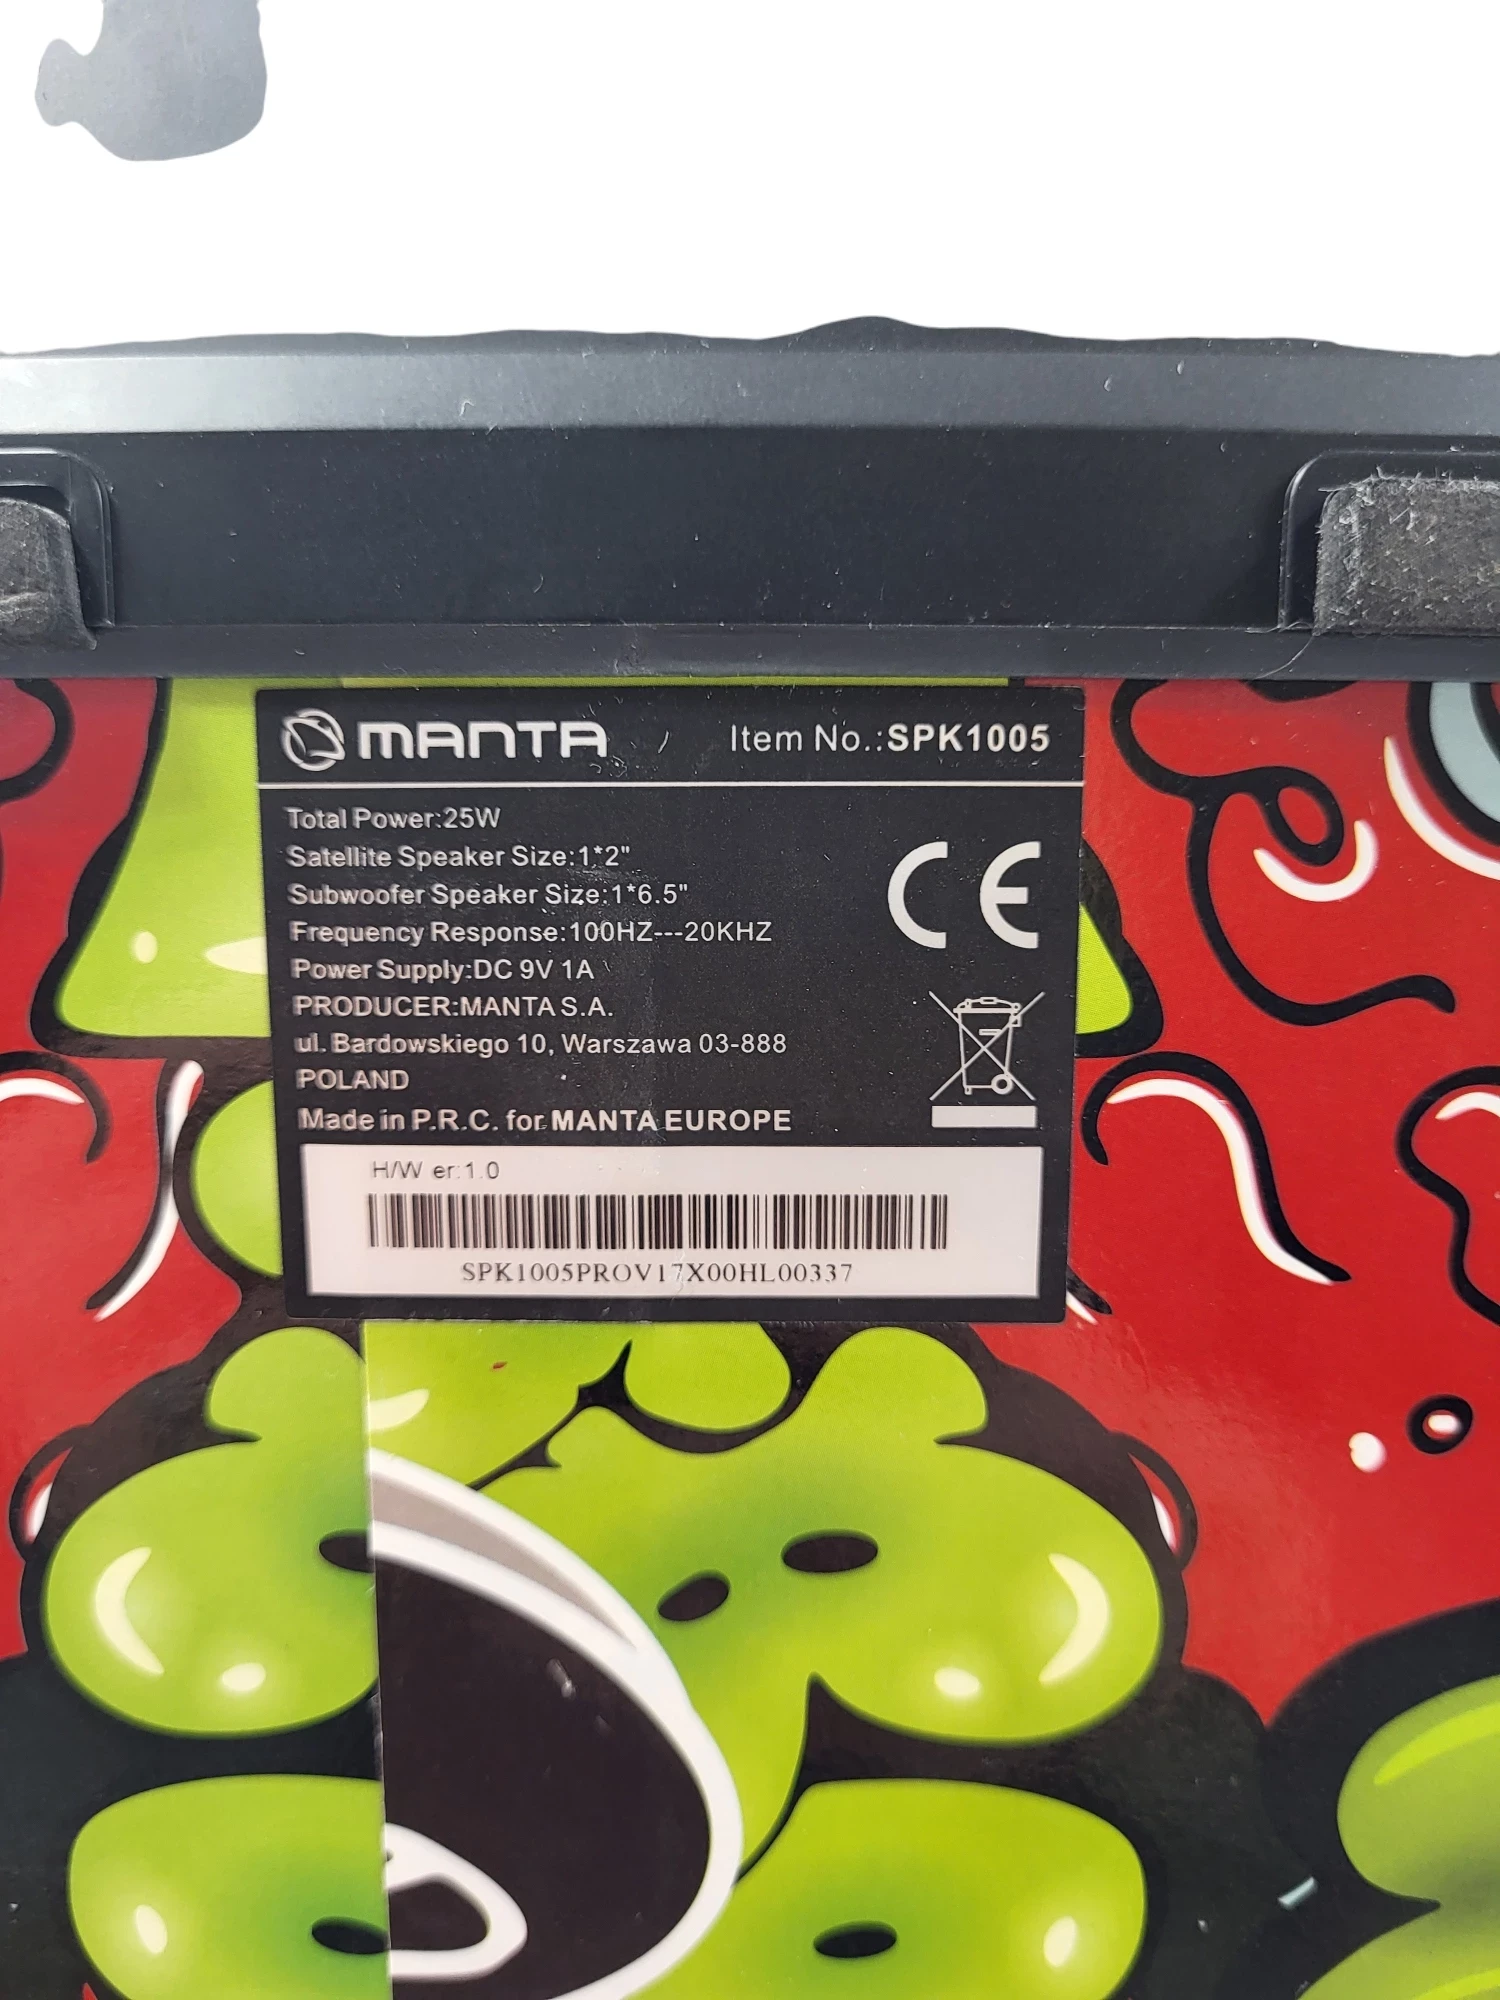 MANTA Item No.:SPK1005
Total Power:25W
Satellite Speaker Size:1*2"
Subwoofer Speaker Size:1*6.5"
Frequency Response:100HZ---20KHZ
Power Supply:DC 9V 1A
PRODUCER:MANTA S.A.
ul. Bardowskiego 10, Warszawa 03-888
POLAND
Made in P.R.C. for MANTA EUROPE
CE
H/W er:1.0
SPK1005PROV17X00HL00337